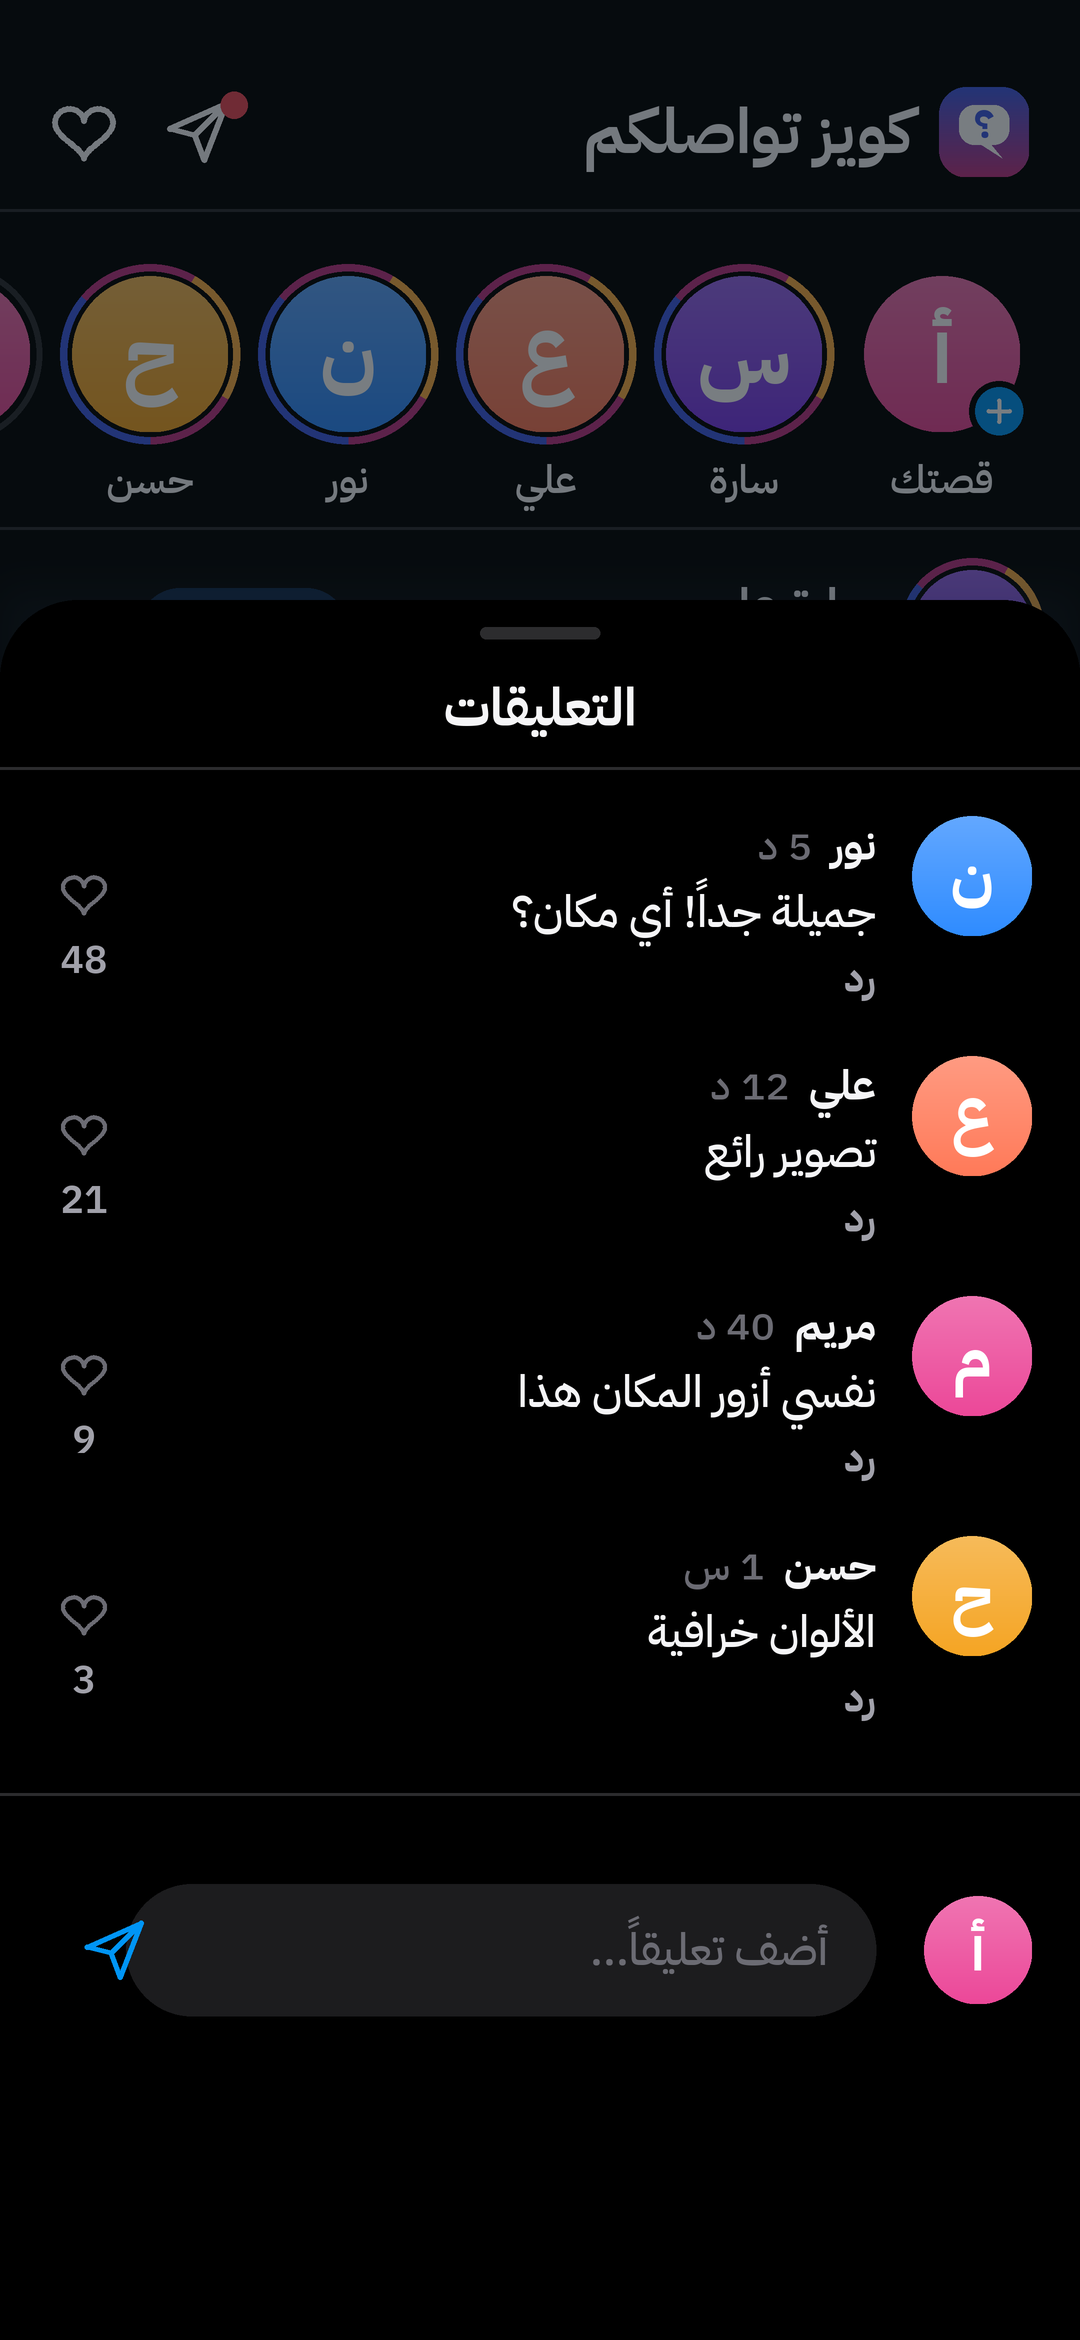 كويز تواصلكم
؟
أ
س
ع
ن
ح
قصتك
سارة
علي
نور
حسن
التعليقات
ن
نور 5 د
جميلة جداً! أي مكان؟
رد
48
ع
علي 12 د
تصوير رائع
رد
21
م
مريم 40 د
نفسي أزور المكان هذا
رد
9
ح
حسن 1 س
الألوان خرافية
رد
3
أ
أضف تعليقاً...